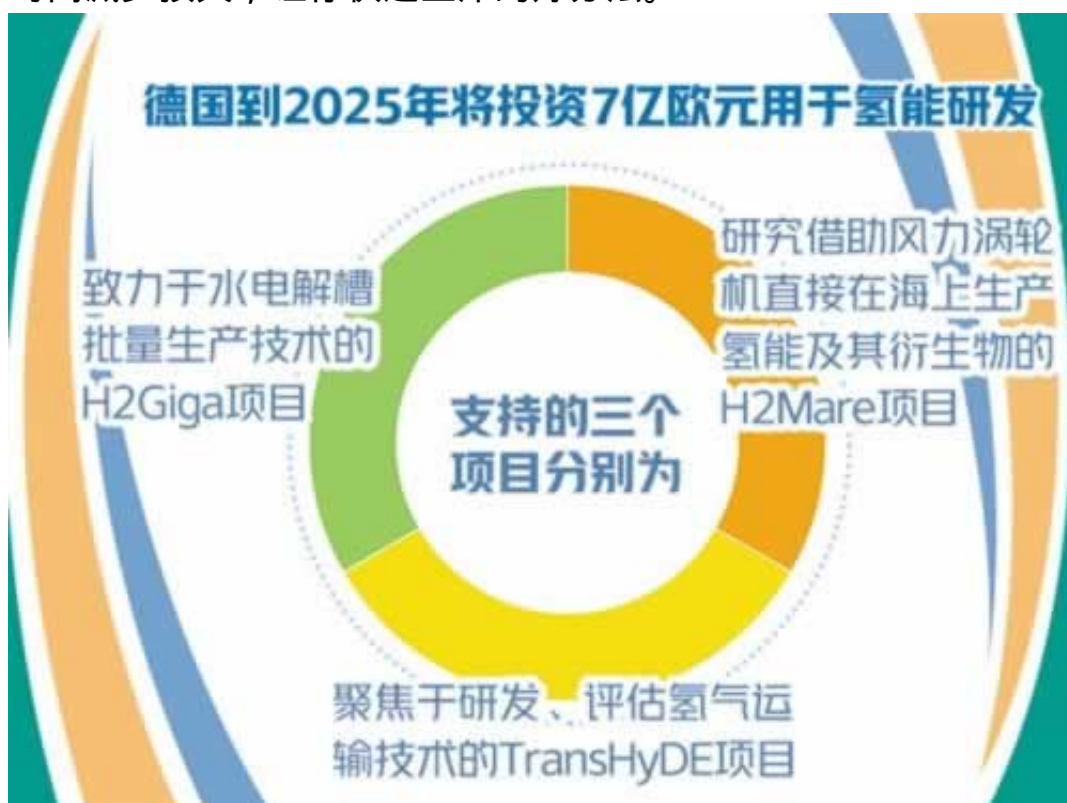 德国到2025年将投资7亿欧元用于氢能研发
研究借助风力涡轮
机直接在海上生产
氢能及其衍生物的
H2Mare项目
致力于水电解槽
批量生产技术的
H2Giga项目
支持的三个
项目分别为
聚焦于研发、评估氢气运
输技术的TransHyDE项目